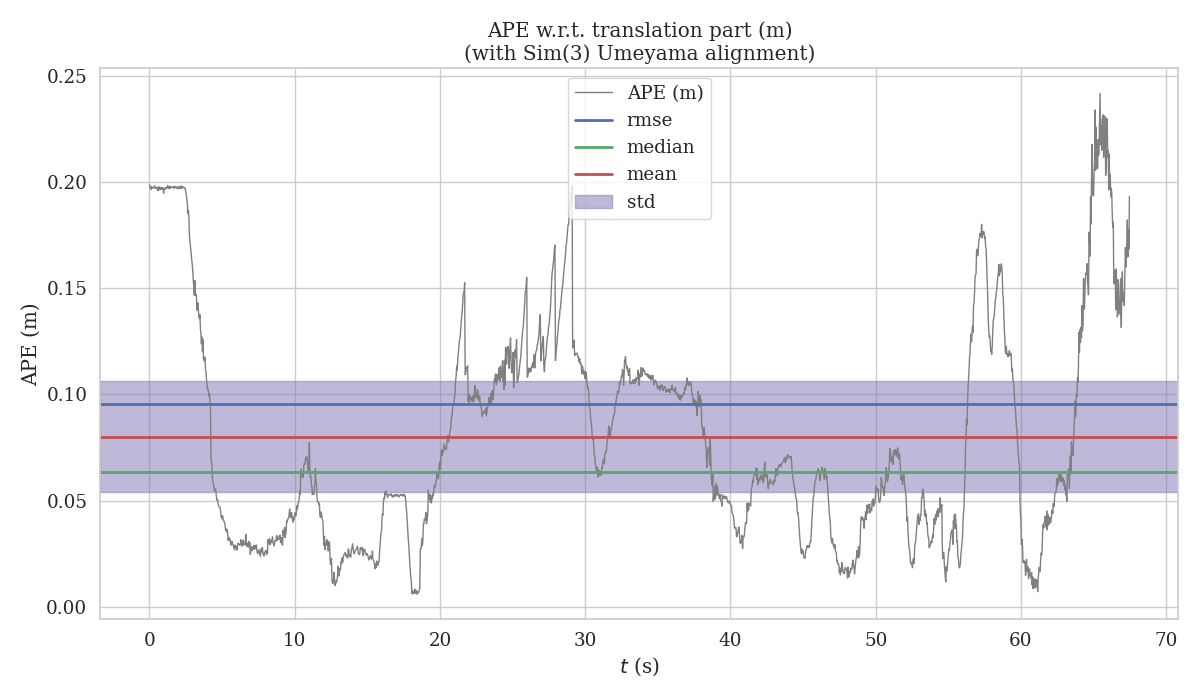 APE w.r.t. translation part (m)
(with Sim(3) Umeyama alignment)
APE (m)
rmse
median
mean
std
APE (m)
0.25
0.20
0.15
0.10
0.05
0.00
0 10 20 30 40 50 60 70
t (s)